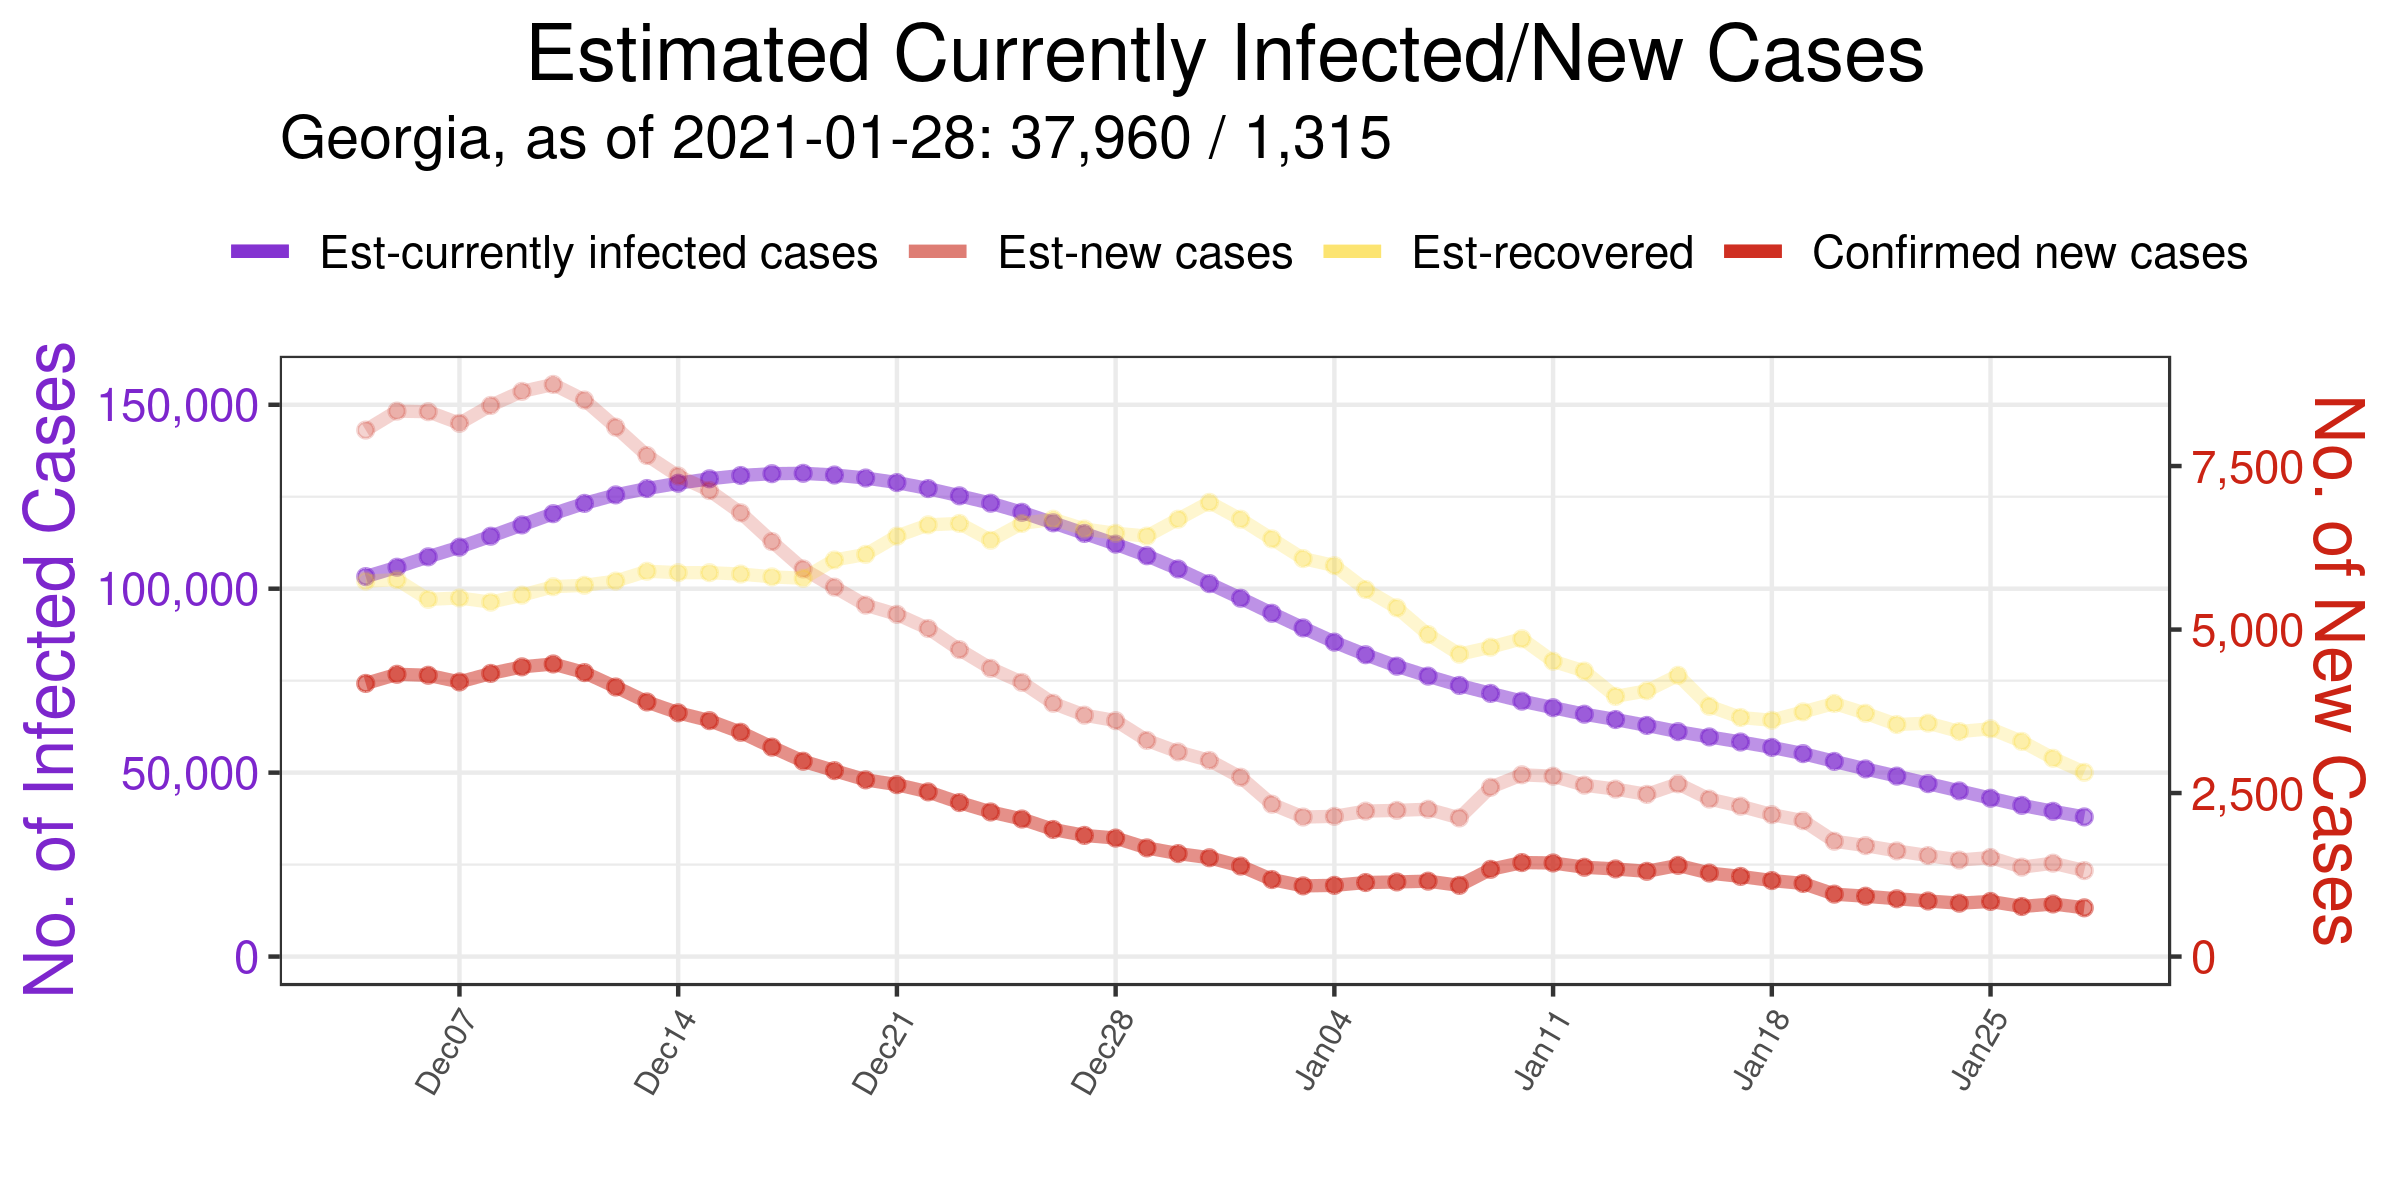 Estimated Currently Infected/New Cases
Georgia, as of 2021-01-28: 37,960 / 1,315
Est-currently infected cases Est-new cases Est-recovered Confirmed new cases
No. of Infected Cases
150,000
100,000
50,000
0
No. of New Cases
7,500
5,000
2,500
0
Dec07 Dec14 Dec21 Dec28 Jan04 Jan11 Jan18 Jan25